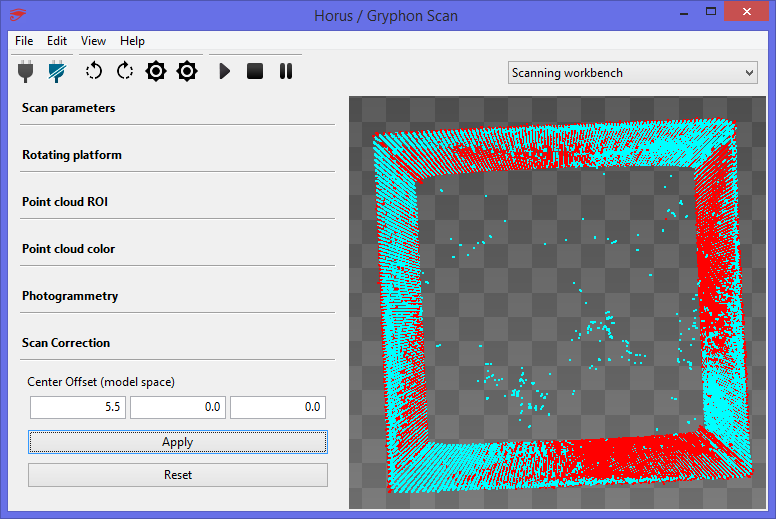 Horus / Gryphon Scan
File Edit View Help
Scanning workbench
Scan parameters
Rotating platform
Point cloud ROI
Point cloud color
Photogrammetry
Scan Correction
Center Offset (model space)
5.5 0.0 0.0
Apply
Reset